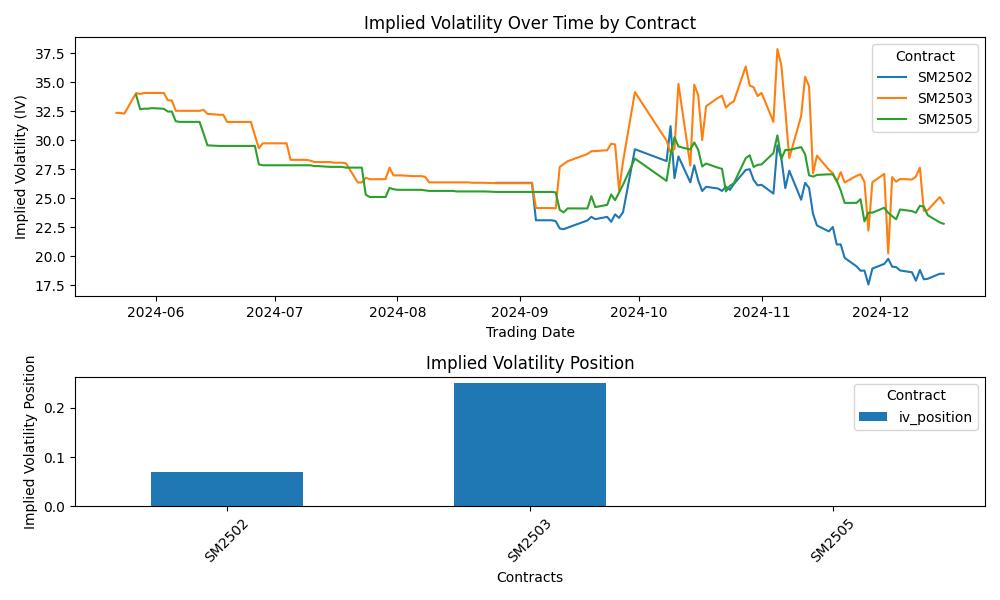 Implied Volatility Over Time by Contract
Implied Volatility (IV)
37.5
35.0
32.5
30.0
27.5
25.0
22.5
20.0
17.5
Contract
SM2502
SM2503
SM2505
2024-06 2024-07 2024-08 2024-09 2024-10 2024-11 2024-12
Trading Date
Implied Volatility Position
Implied Volatility Position
0.2
0.1
0.0
Contract
iv_position
SM2502 SM2503 SM2505
Contracts